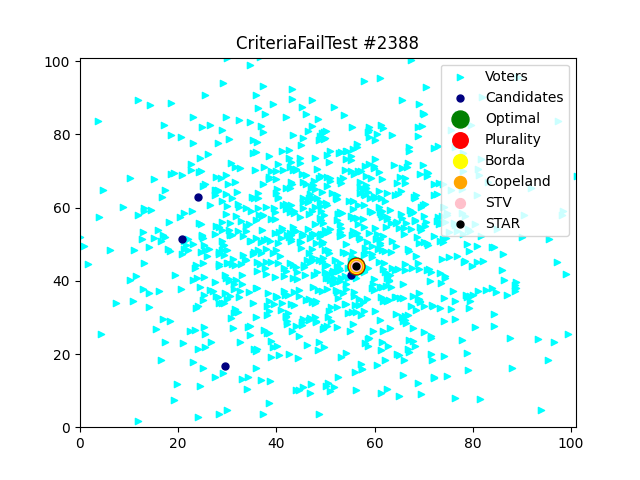 CriteriaFailTest #2388
Voters
Candidates
Optimal
Plurality
Borda
Copeland
STV
STAR
100
80
60
40
20
0
0 20 40 60 80 100